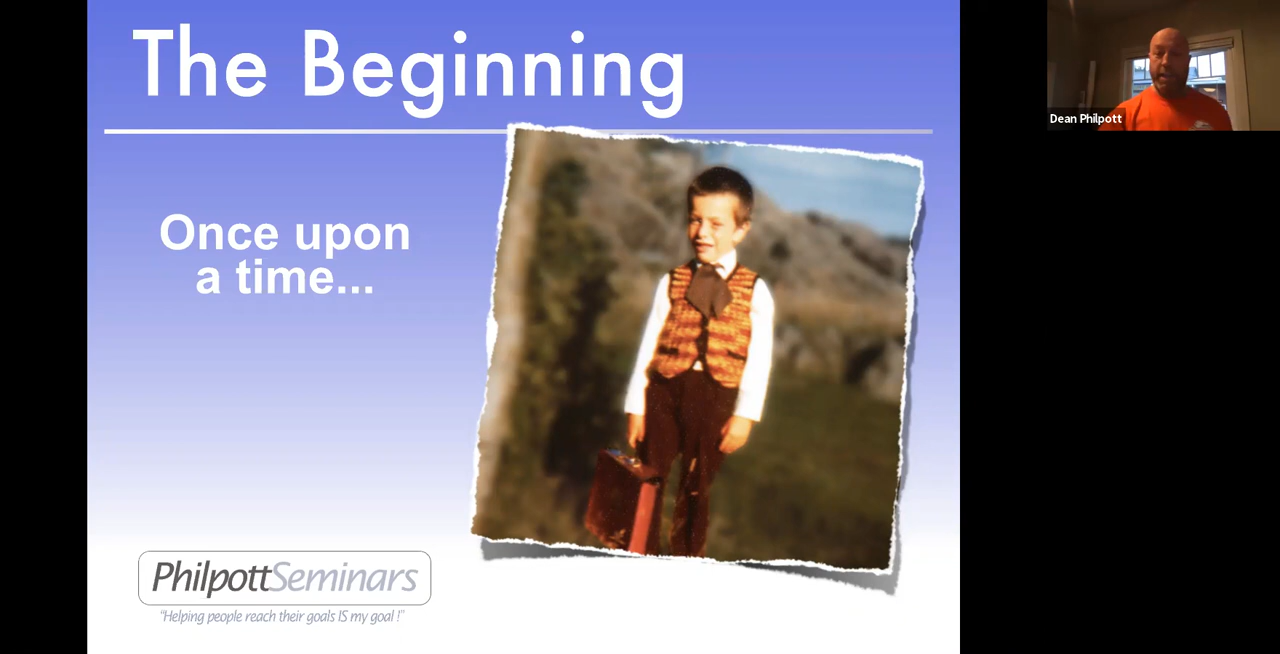 The Beginning
Once upon
a time...
PhilpottSeminars
"Helping people reach their goals IS my goal !"
Dean Philpott